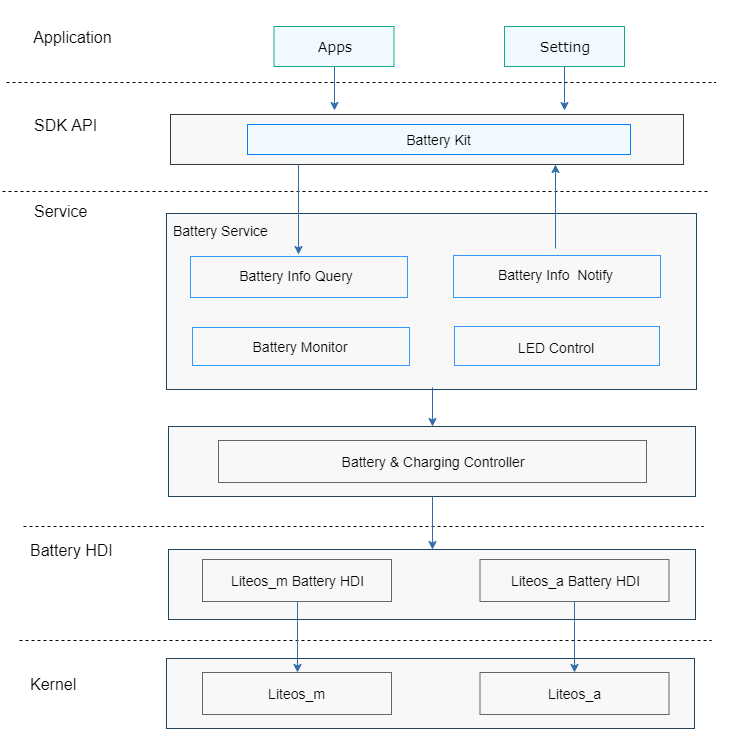 Application
Apps
Setting
SDK API
Battery Kit
Service
Battery Service
Battery Info Query
Battery Info  Notify
Battery Monitor
LED Control
Battery & Charging Controller
Battery HDI
Liteos_m Battery HDI
Liteos_a Battery HDI
Kernel
Liteos_m
Liteos_a